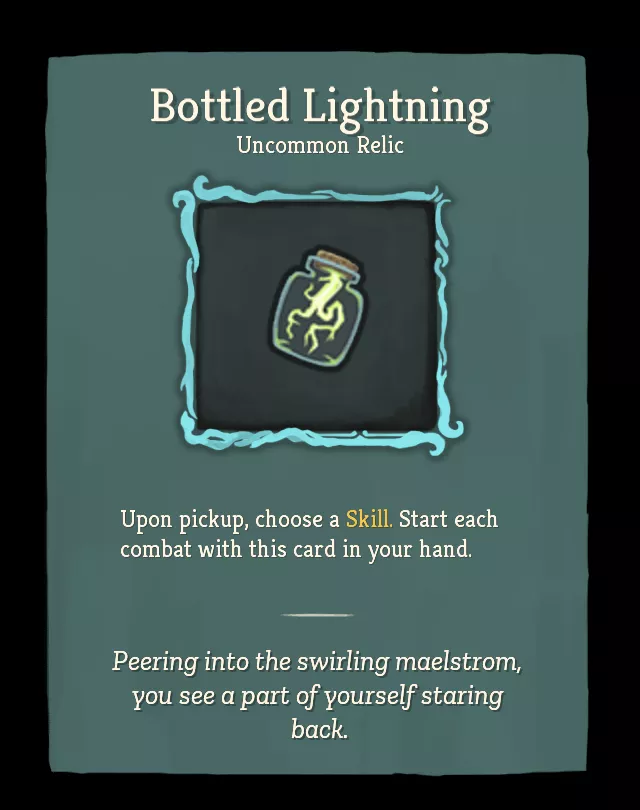 Bottled Lightning
Uncommon Relic
Upon pickup, choose a Skill. Start each
combat with this card in your hand.
Peering into the swirling maelstrom,
you see a part of yourself staring
back.